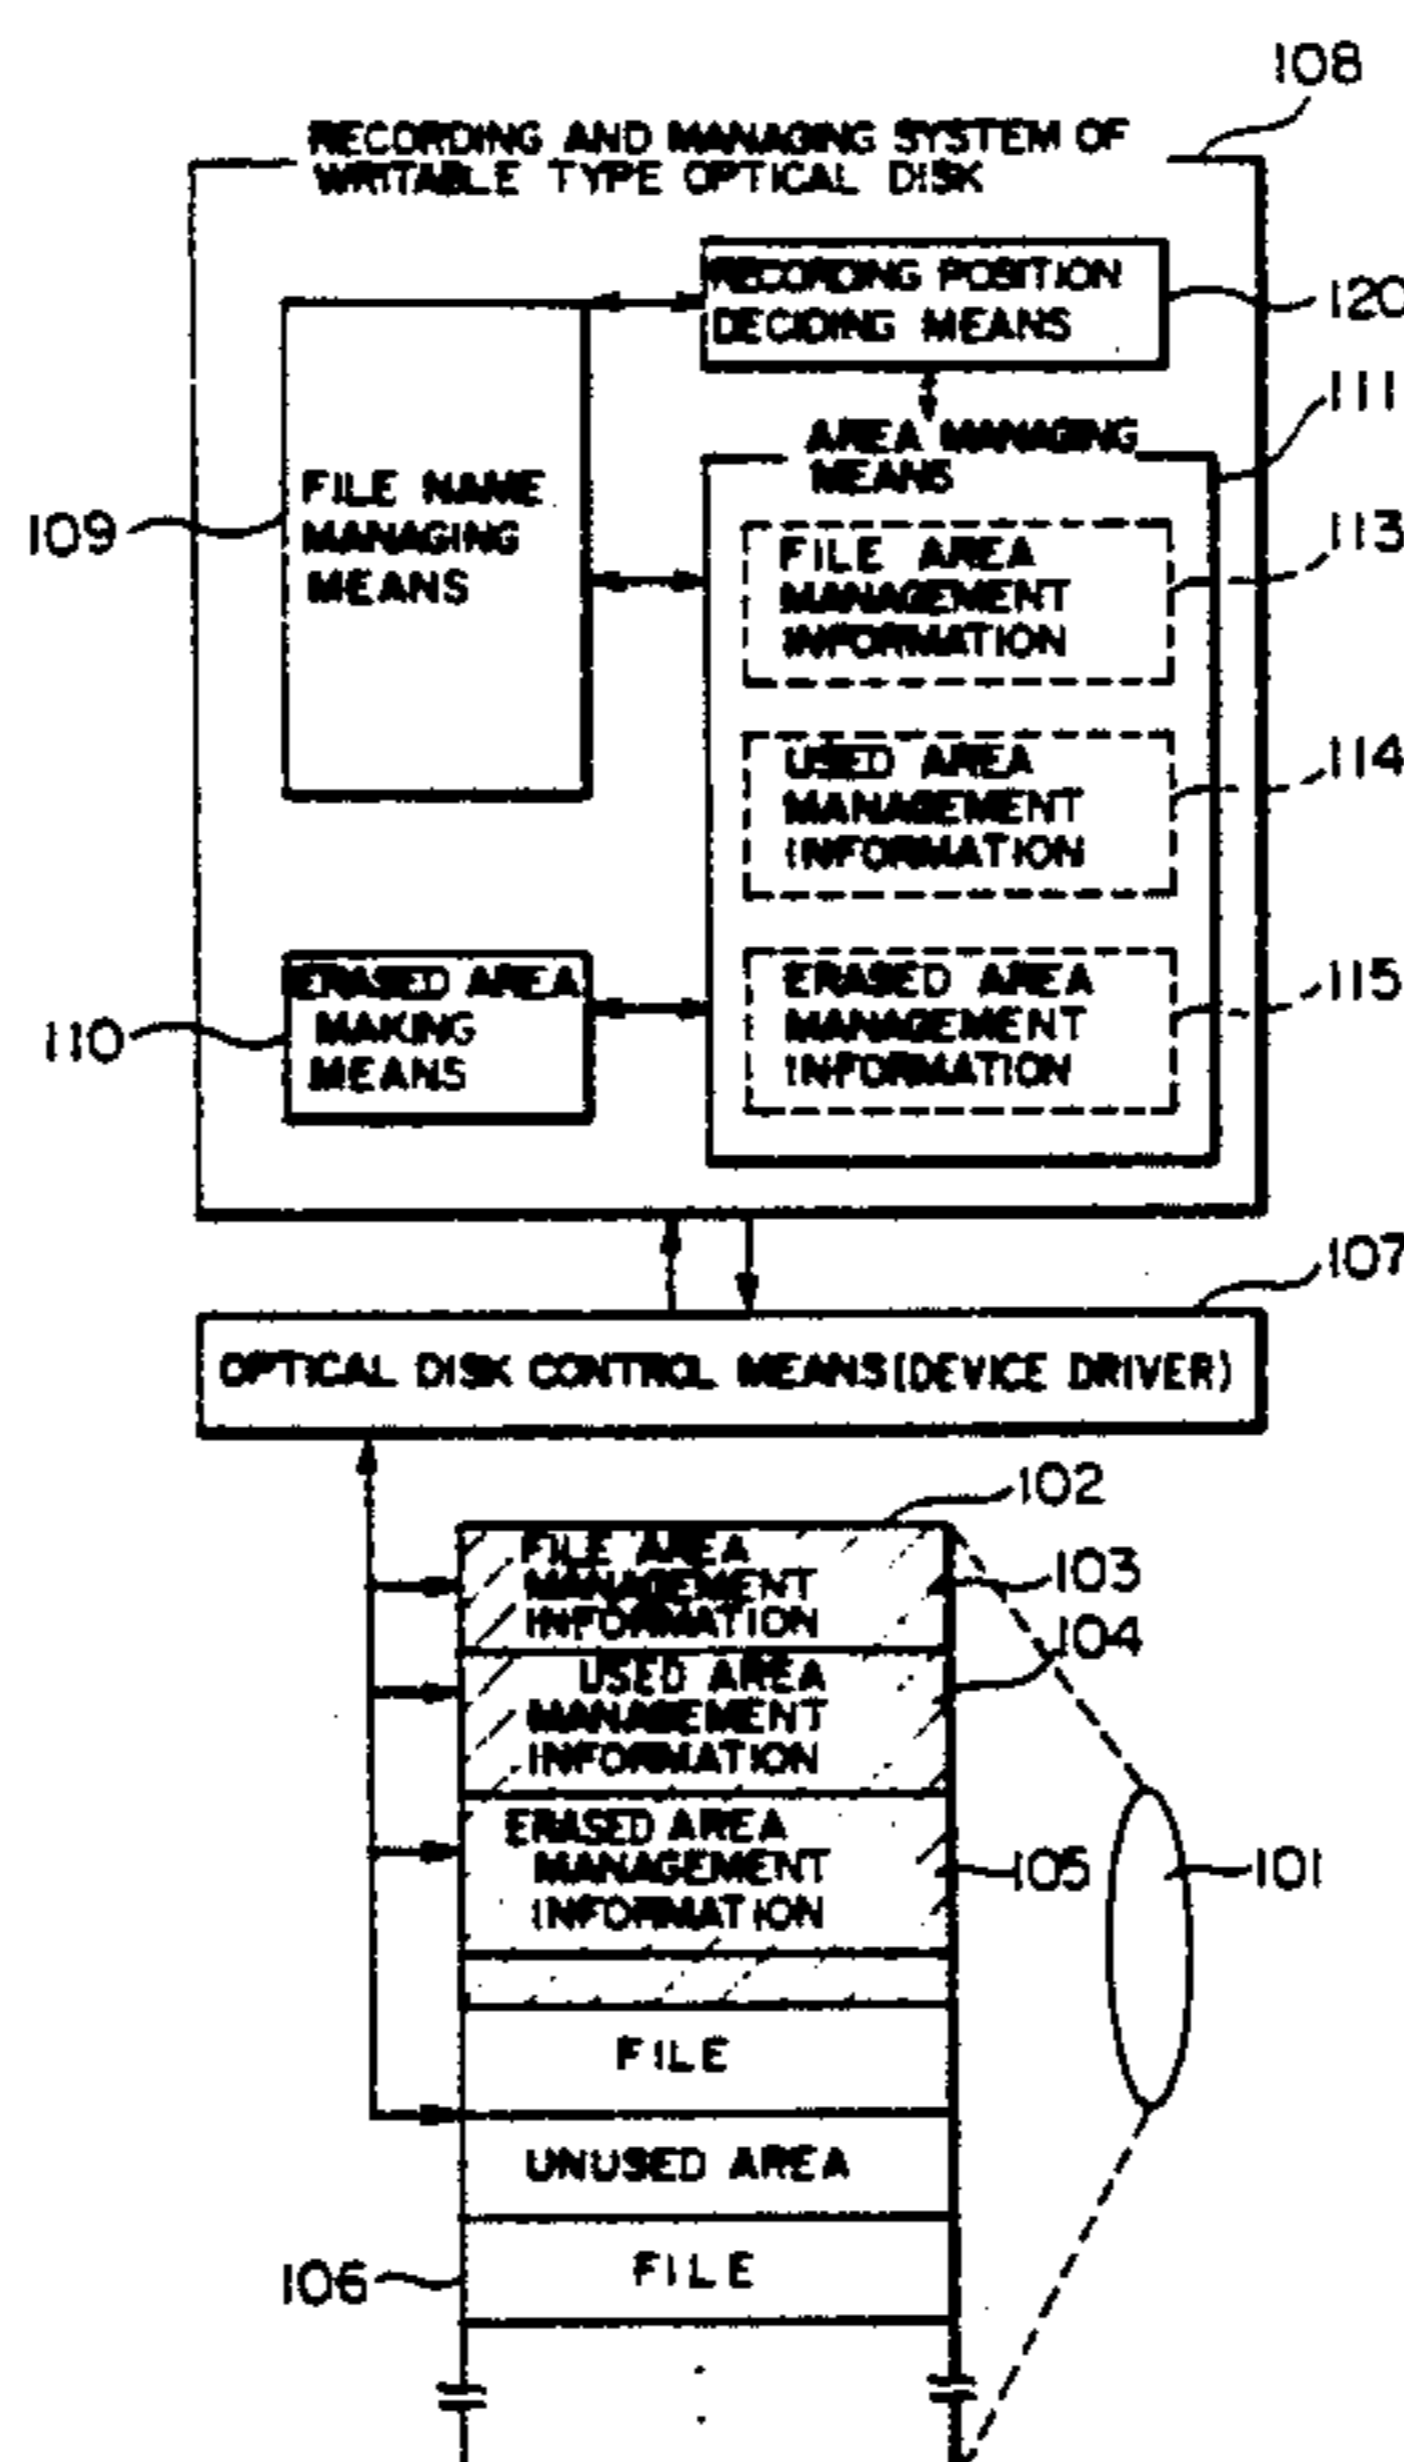 108
RECORDING AND MANAGING SYSTEM OF
WRITABLE TYPE OPTICAL DISK
RECORDING POSITION
DECIDING MEANS
120
111
AREA MANAGING
MEANS
FILE NAME
MANAGING
MEANS
109
FILE AREA
MANAGEMENT
INFORMATION
113
USED AREA
MANAGEMENT
INFORMATION
114
ERASED AREA
MAKING
MEANS
110
ERASED AREA
MANAGEMENT
INFORMATION
115
107
OPTICAL DISK CONTROL MEANS (DEVICE DRIVER)
102
FILE AREA
MANAGEMENT
INFORMATION
103
104
USED AREA
MANAGEMENT
INFORMATION
ERASED AREA
MANAGEMENT
INFORMATION
105
101
FILE
UNUSED AREA
106
FILE